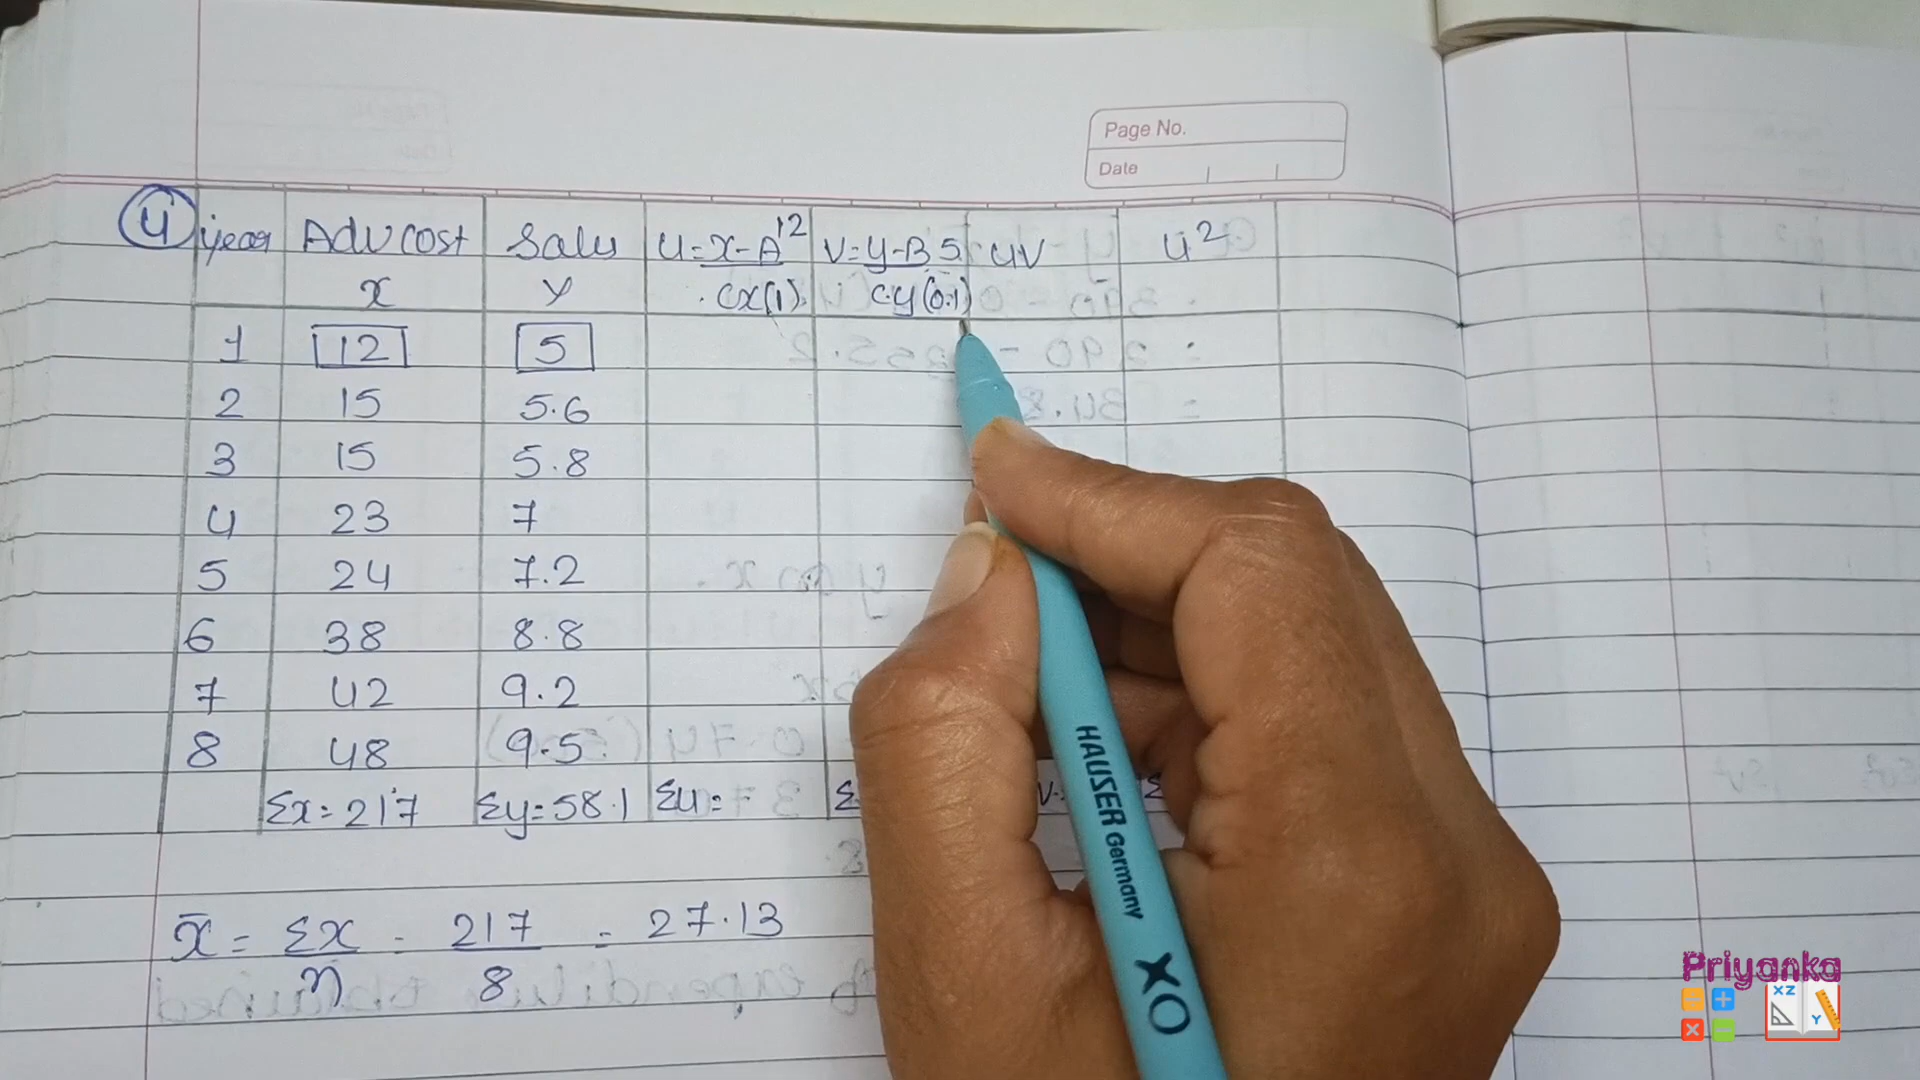 Page No.
Date
4 year Adv cost Sales U=x-A 12 V=y-B 5 UV U²
x y cx(1) cy(0.1)
1 12 5
2 15 5.6
3 15 5.8
4 23 7
5 24 7.2
6 38 8.8
7 42 9.2
8 48 9.5
Σx=217 Σy=58.1 Σu=
x̄ = Σx = 217 = 27.13
n 8
HAUSER Germany XO
Priyanka
XZ
Y